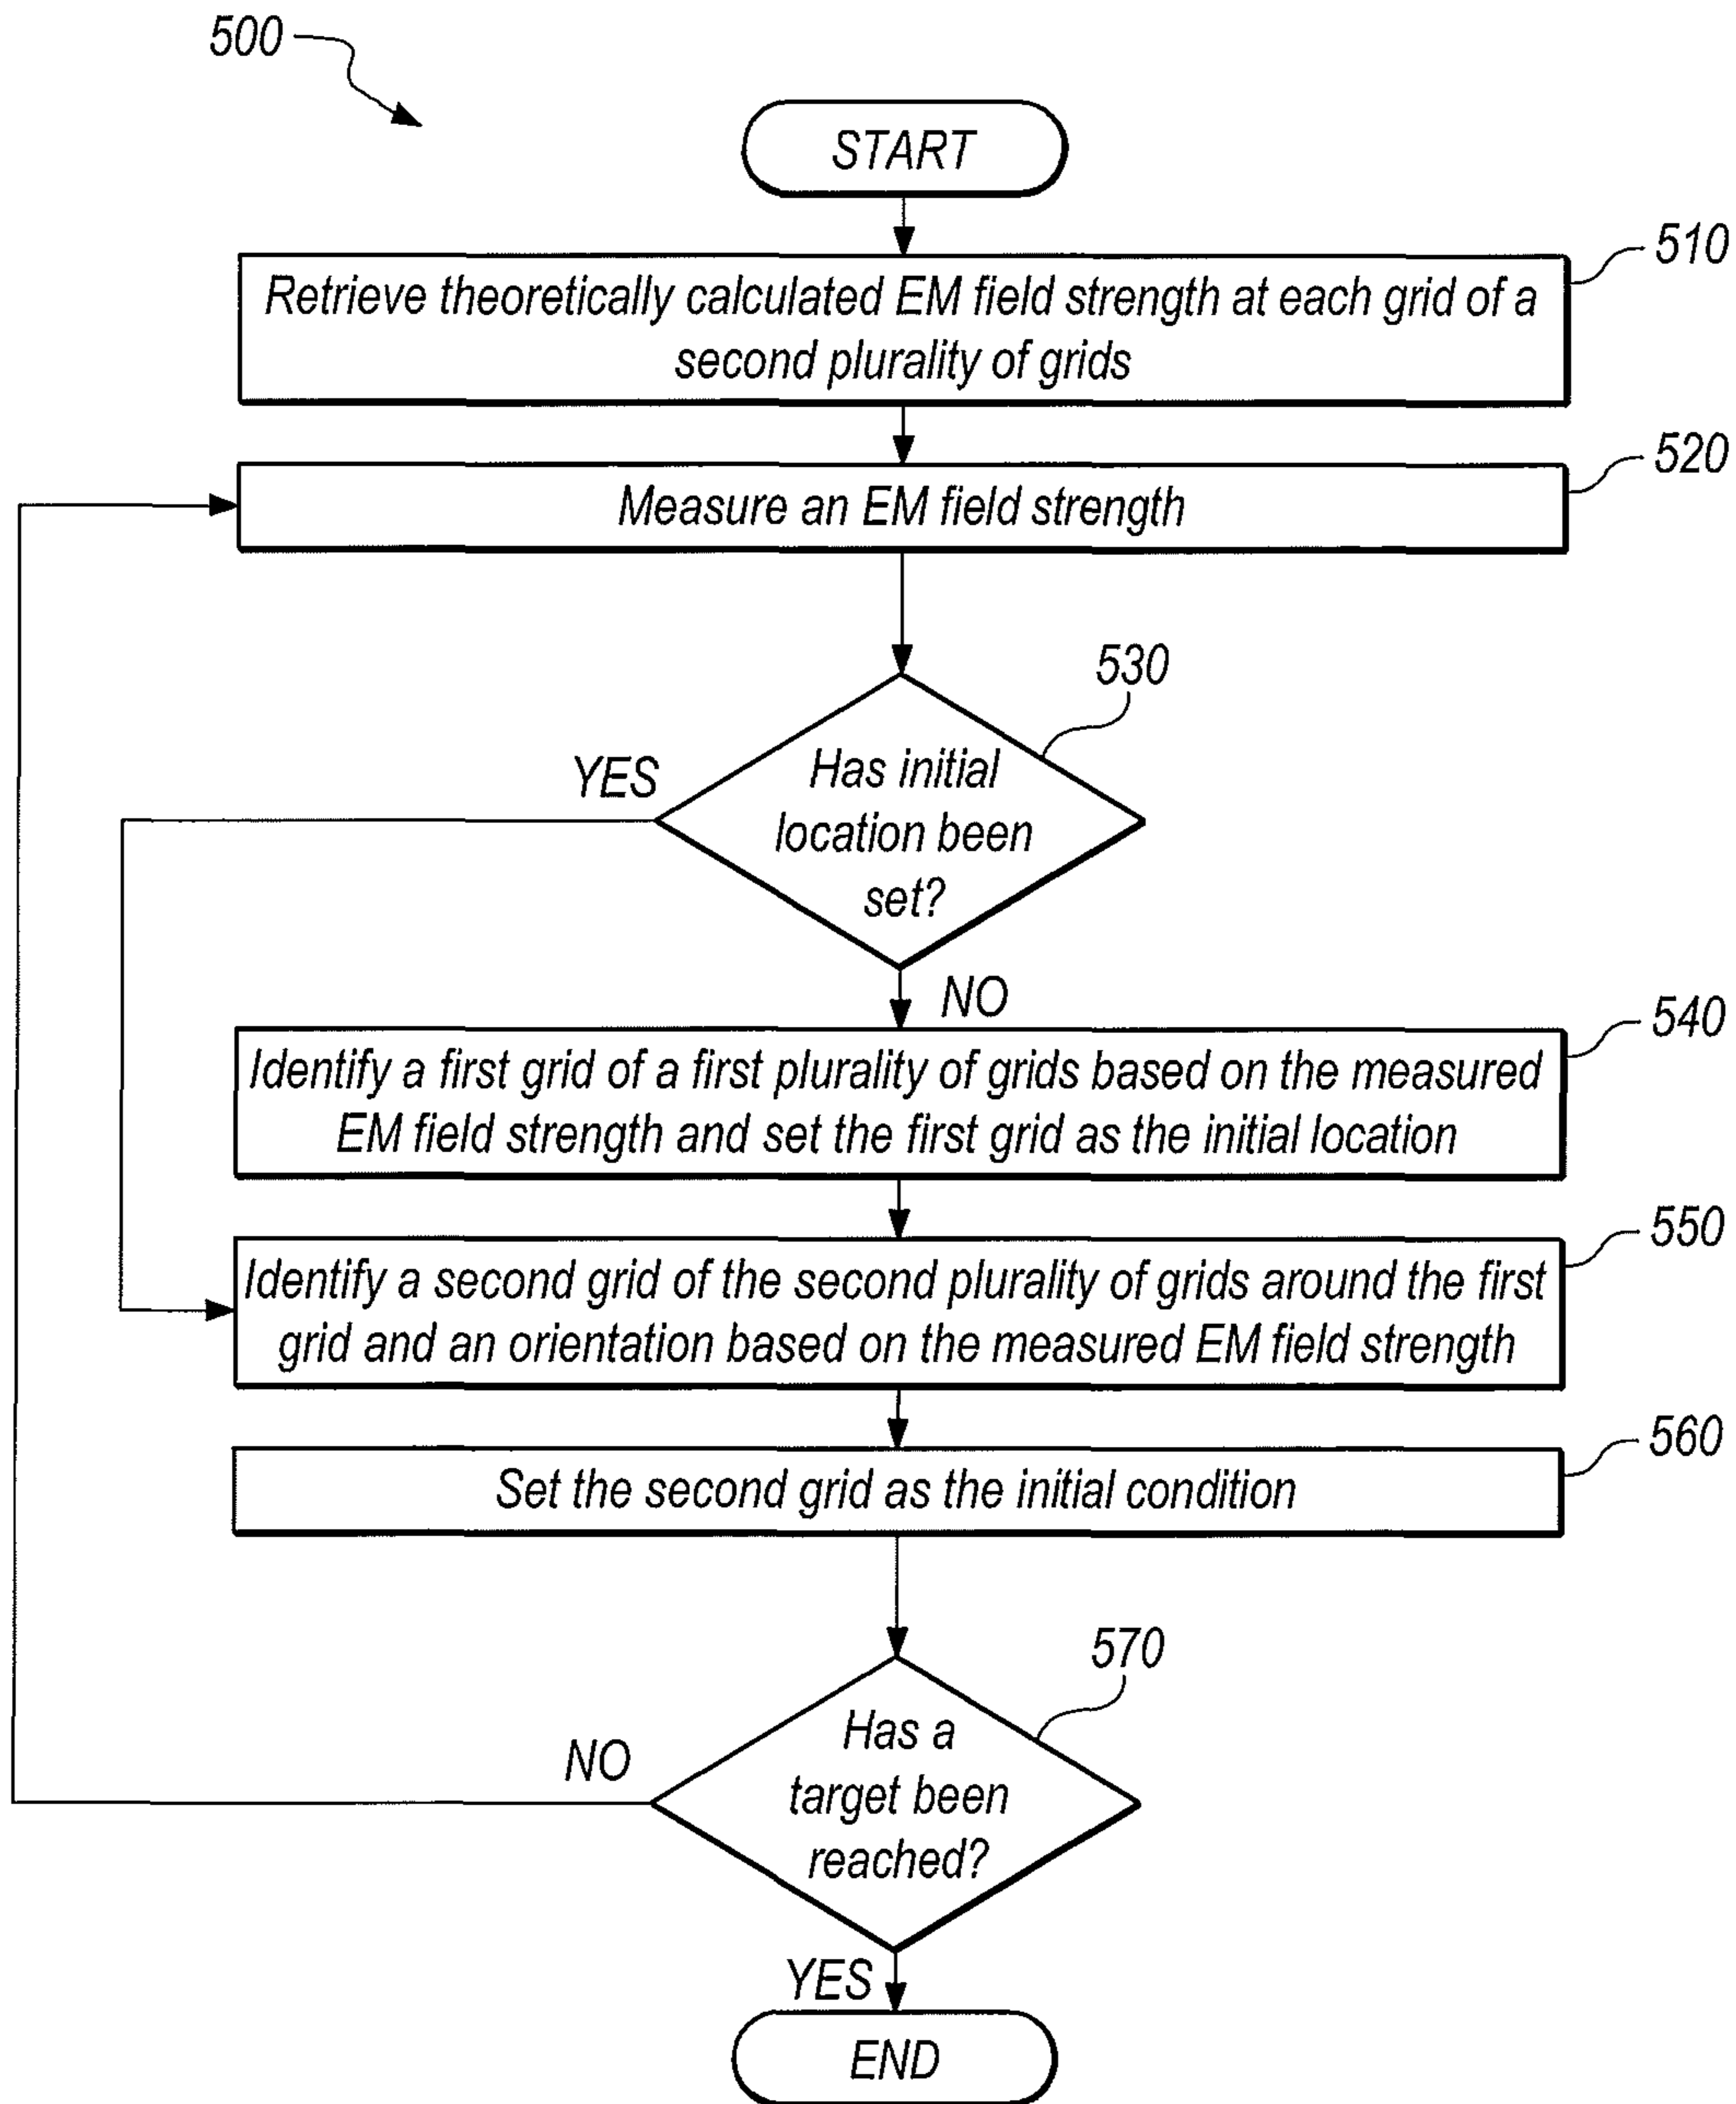 500
START
510
Retrieve theoretically calculated EM field strength at each grid of a
second plurality of grids
520
Measure an EM field strength
530
YES
Has initial
location been
set?
NO
540
Identify a first grid of a first plurality of grids based on the measured
EM field strength and set the first grid as the initial location
550
Identify a second grid of the second plurality of grids around the first
grid and an orientation based on the measured EM field strength
560
Set the second grid as the initial condition
570
NO
Has a
target been
reached?
YES
END